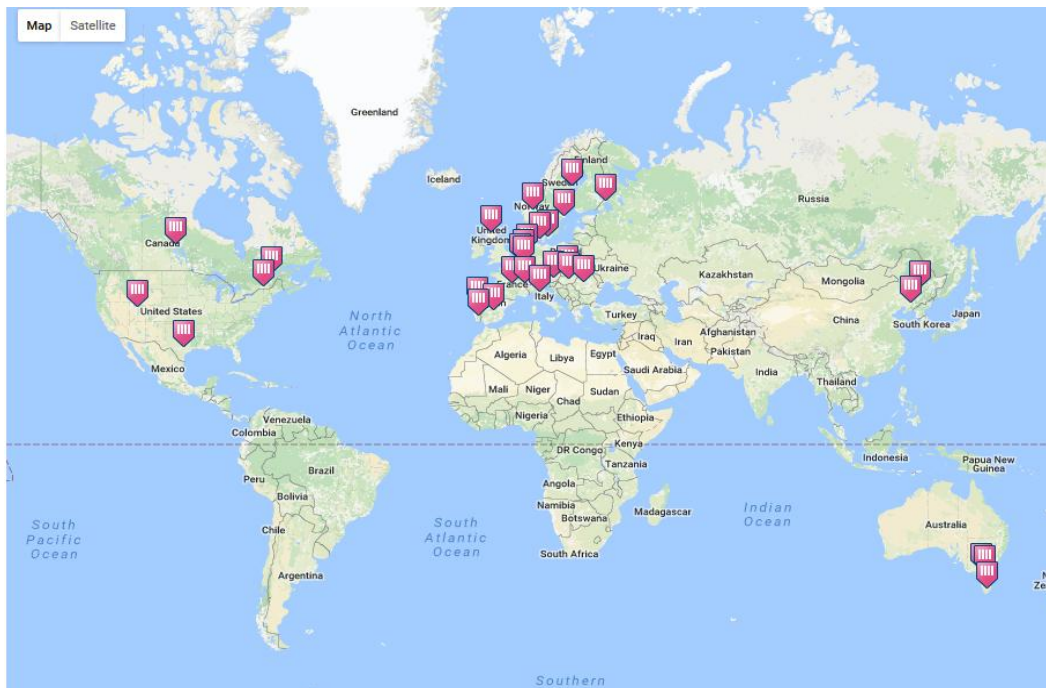 Map Satellite
Greenland
Iceland
Finland
Sweden
Norway
Russia
United
Kingdom
Canada
Ukraine
Kazakhstan
Mongolia
France
Italy
United States
North
Atlantic
Ocean
Turkey
China
Japan
South Korea
Iraq
Iran
Afghanistan
Pakistan
Algeria
Libya
Egypt
Saudi Arabia
India
Mexico
Mali
Niger
Chad
Sudan
Thailand
Nigeria
Ethiopia
Venezuela
Colombia
DR Congo
Kenya
Tanzania
Indonesia
Papua New
Guinea
Peru
Brazil
Angola
Bolivia
Namibia
Botswana
Madagascar
Indian
Ocean
South
Pacific
Ocean
South
Atlantic
Ocean
Chile
Australia
South Africa
Argentina
Southern